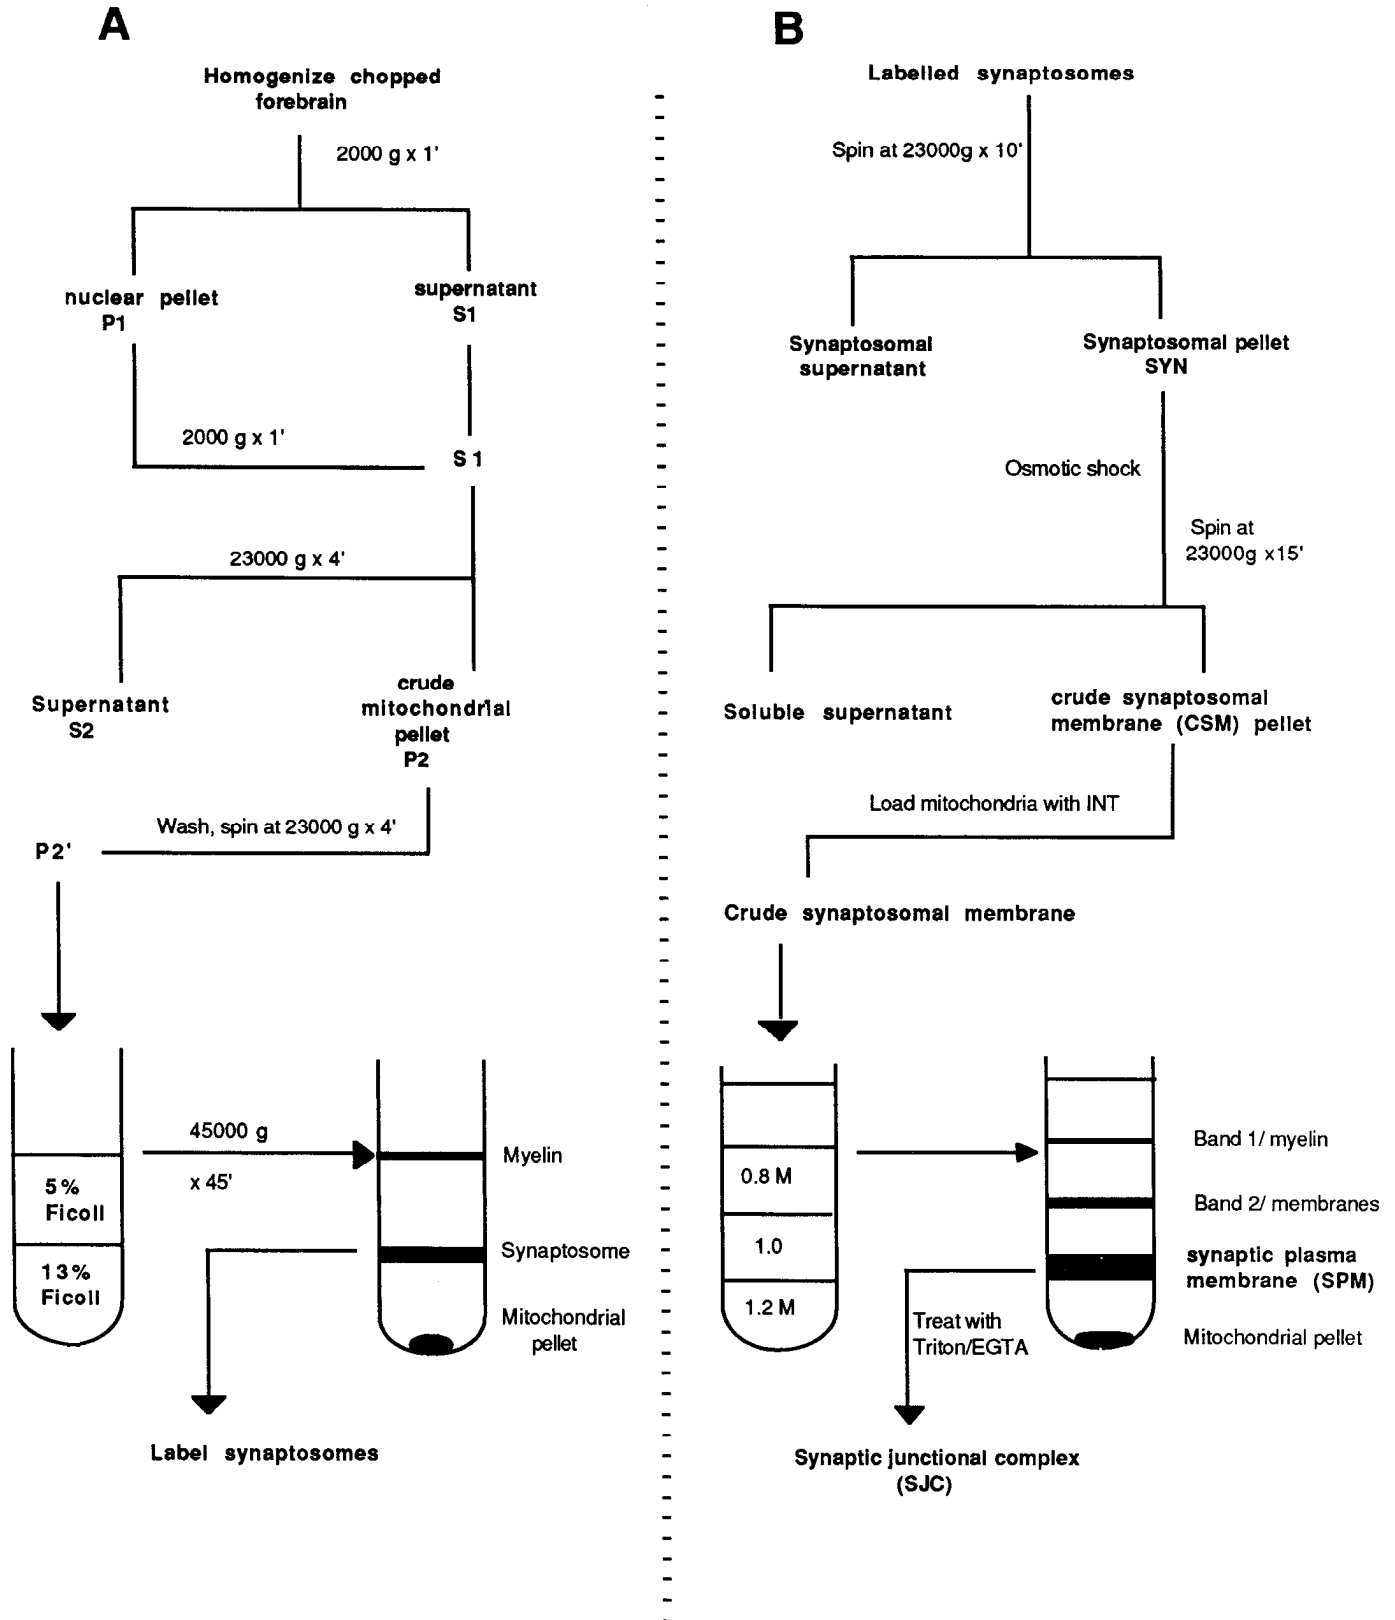 A
Homogenize chopped
forebrain
2000 g x 1'
nuclear pellet
P1
supernatant
S1
2000 g x 1'
S1
23000 g x 4'
Supernatant
S2
crude
mitochondrial
pellet
P2
Wash, spin at 23000 g x 4'
P2'
5%
Ficoll
13%
Ficoll
45000 g
x 45'
Myelin
Synaptosome
Mitochondrial
pellet
Label synaptosomes
B
Labelled synaptosomes
Spin at 23000g x 10'
Synaptosomal
supernatant
Synaptosomal pellet
SYN
Osmotic shock
Spin at
23000g x15'
Soluble supernatant
crude synaptosomal
membrane (CSM) pellet
Load mitochondria with INT
Crude synaptosomal membrane
0.8 M
1.0
1.2 M
Band 1/ myelin
Band 2/ membranes
synaptic plasma
membrane (SPM)
Mitochondrial pellet
Treat with
Triton/EGTA
Synaptic junctional complex
(SJC)